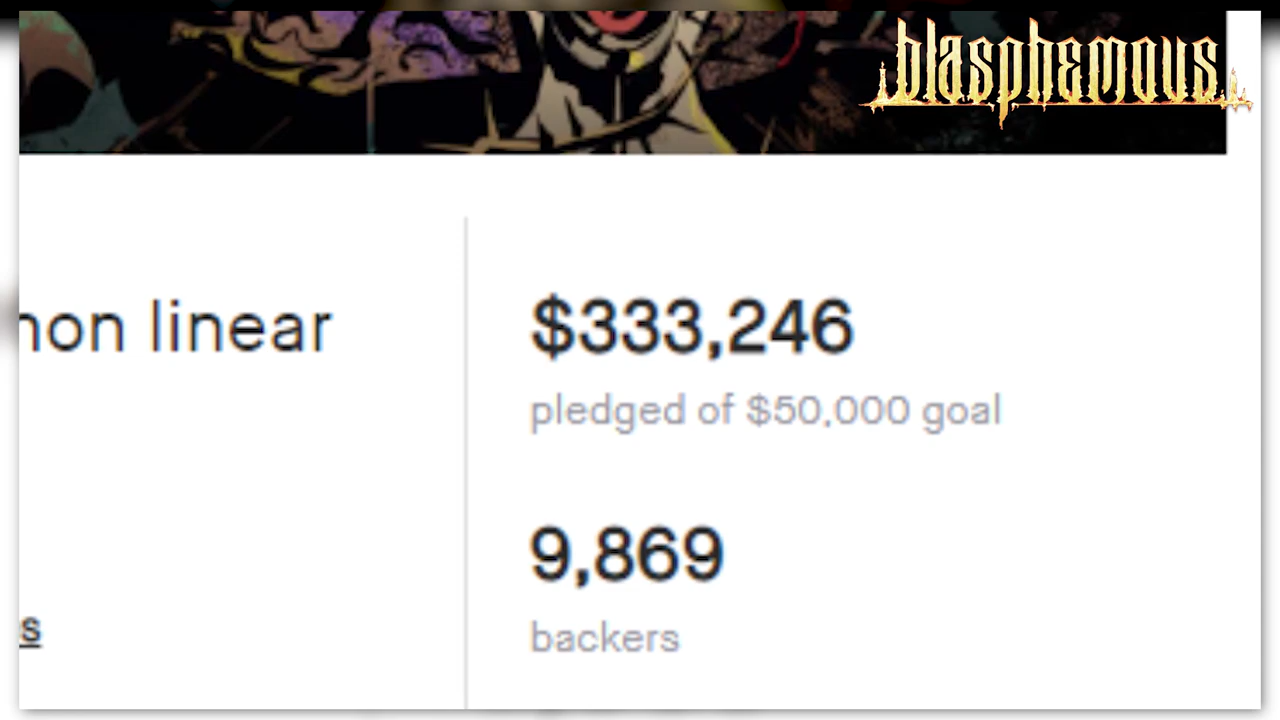 blasphemous
non linear
$333,246
pledged of $50,000 goal
9,869
backers
s